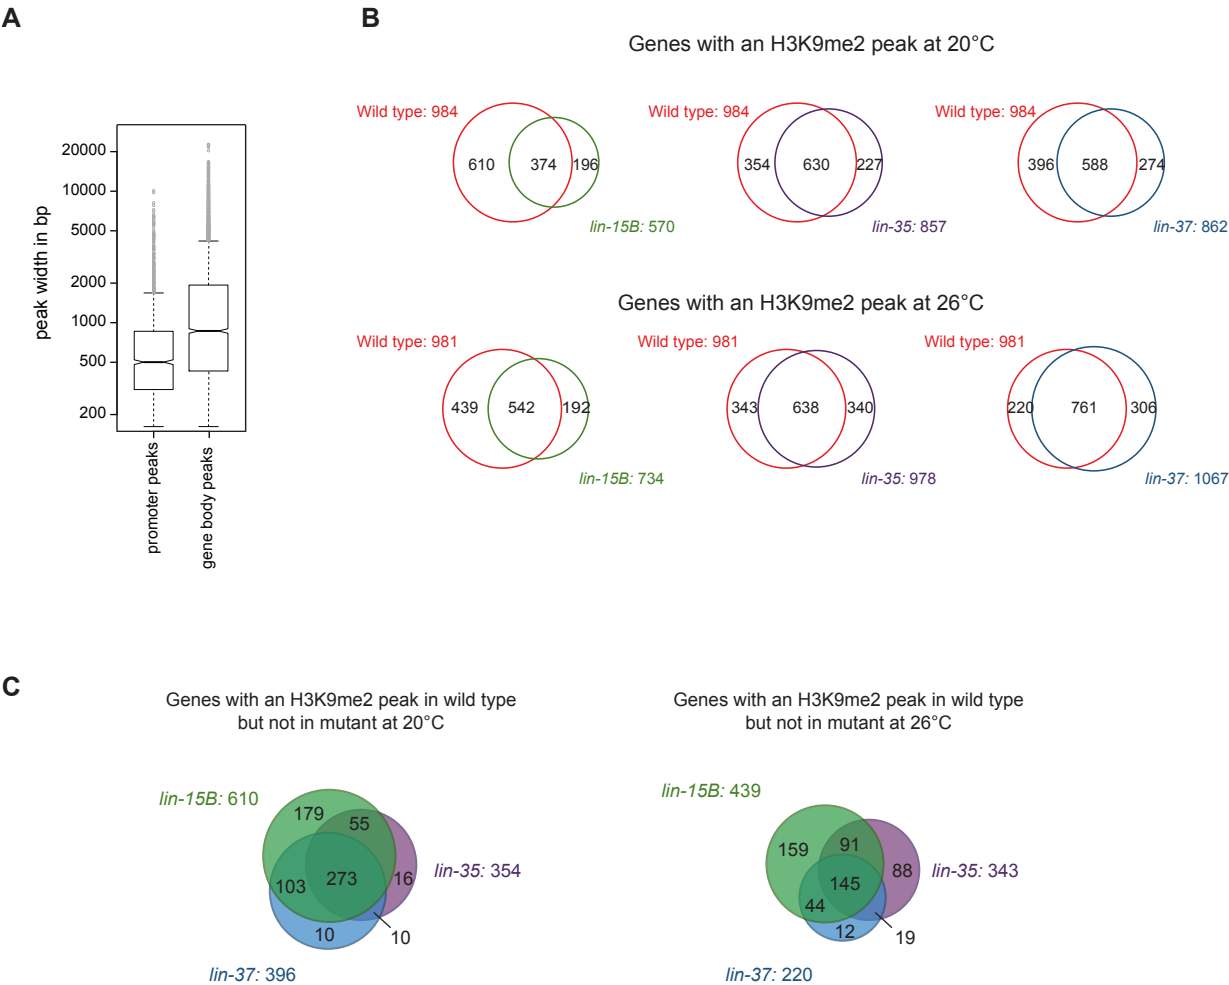 A
20000
10000
5000
2000
1000
500
200
peak width in bp
promoter peaks
gene body peaks
B
Genes with an H3K9me2 peak at 20°C
Wild type: 984
610
374
196
lin-15B: 570
Wild type: 984
354
630
227
lin-35: 857
Wild type: 984
396
588
274
lin-37: 862
Genes with an H3K9me2 peak at 26°C
Wild type: 981
439
542
192
lin-15B: 734
Wild type: 981
343
638
340
lin-35: 978
Wild type: 981
220
761
306
lin-37: 1067
C
Genes with an H3K9me2 peak in wild type
but not in mutant at 20°C
lin-15B: 610
179
55
lin-35: 354
103
273
16
10
10
lin-37: 396
Genes with an H3K9me2 peak in wild type
but not in mutant at 26°C
lin-15B: 439
159
91
88
lin-35: 343
145
44
12
19
lin-37: 220